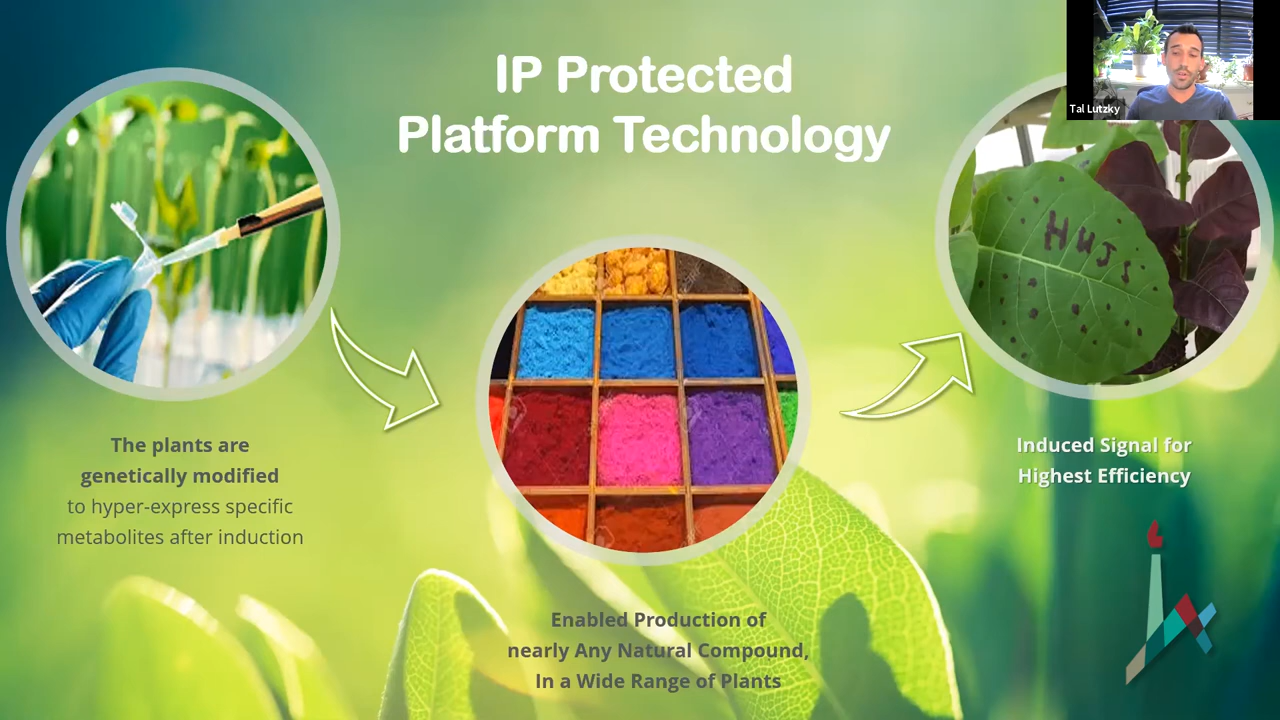 IP Protected
Platform Technology
Tal Lutzky
HUJI
The plants are
genetically modified
to hyper-express specific
metabolites after induction
Enabled Production of
nearly Any Natural Compound,
In a Wide Range of Plants
Induced Signal for
Highest Efficiency